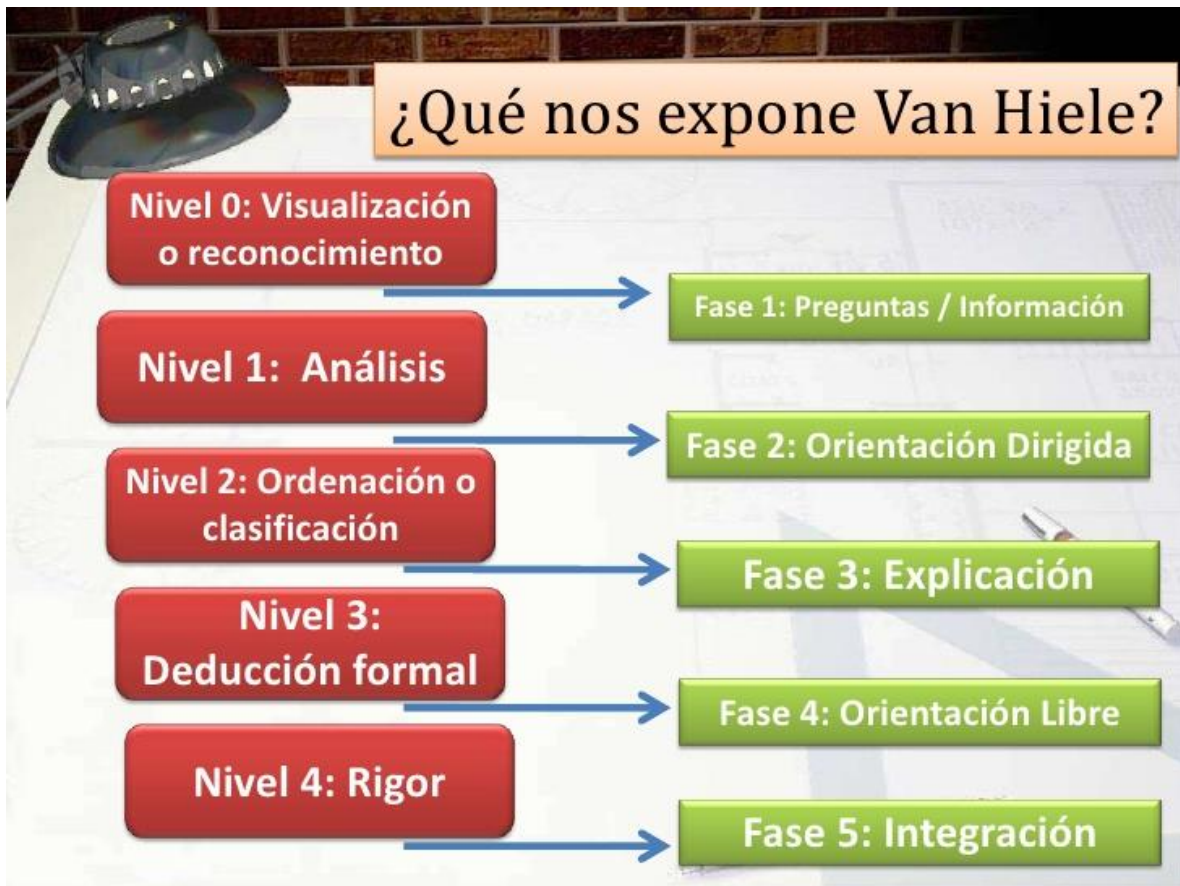 ¿Qué nos expone Van Hiele?
Nivel 0: Visualización
o reconocimiento
Fase 1: Preguntas / Información
Nivel 1: Análisis
Fase 2: Orientación Dirigida
Nivel 2: Ordenación o
clasificación
Fase 3: Explicación
Nivel 3:
Deducción formal
Fase 4: Orientación Libre
Nivel 4: Rigor
Fase 5: Integración